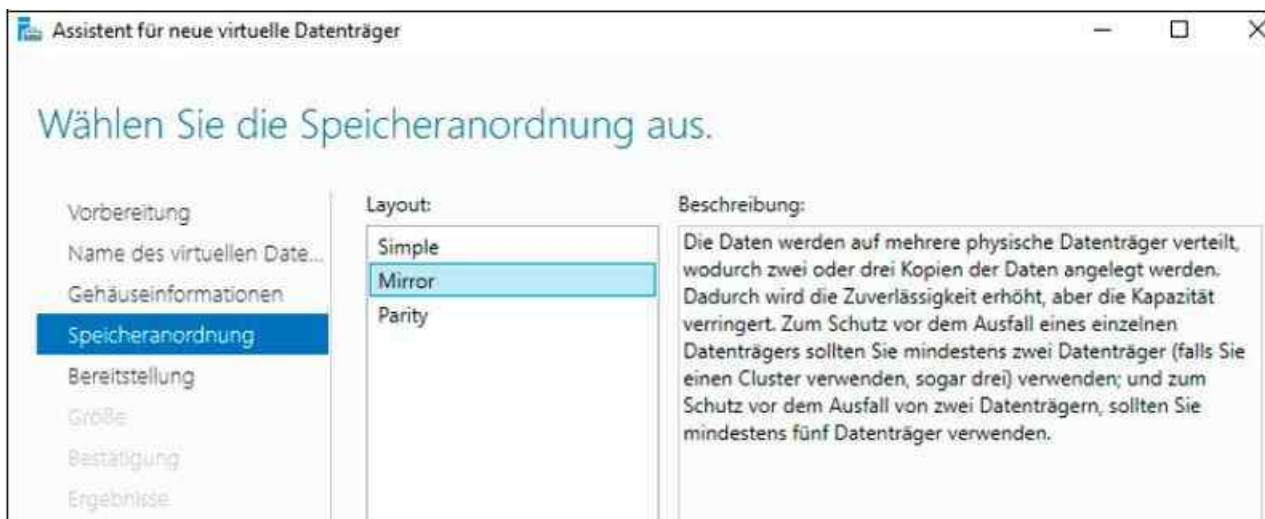 Assistent für neue virtuelle Datenträger
Wählen Sie die Speicheranordnung aus.
Vorbereitung
Name des virtuellen Date...
Gehäuseinformationen
Speicheranordnung
Bereitstellung
Größe
Bestätigung
Ergebnisse
Layout:
Simple
Mirror
Parity
Beschreibung:
Die Daten werden auf mehrere physische Datenträger verteilt,
wodurch zwei oder drei Kopien der Daten angelegt werden.
Dadurch wird die Zuverlässigkeit erhöht, aber die Kapazität
verringert. Zum Schutz vor dem Ausfall eines einzelnen
Datenträgers sollten Sie mindestens zwei Datenträger (falls Sie
einen Cluster verwenden, sogar drei) verwenden; und zum
Schutz vor dem Ausfall von zwei Datenträgern, sollten Sie
mindestens fünf Datenträger verwenden.